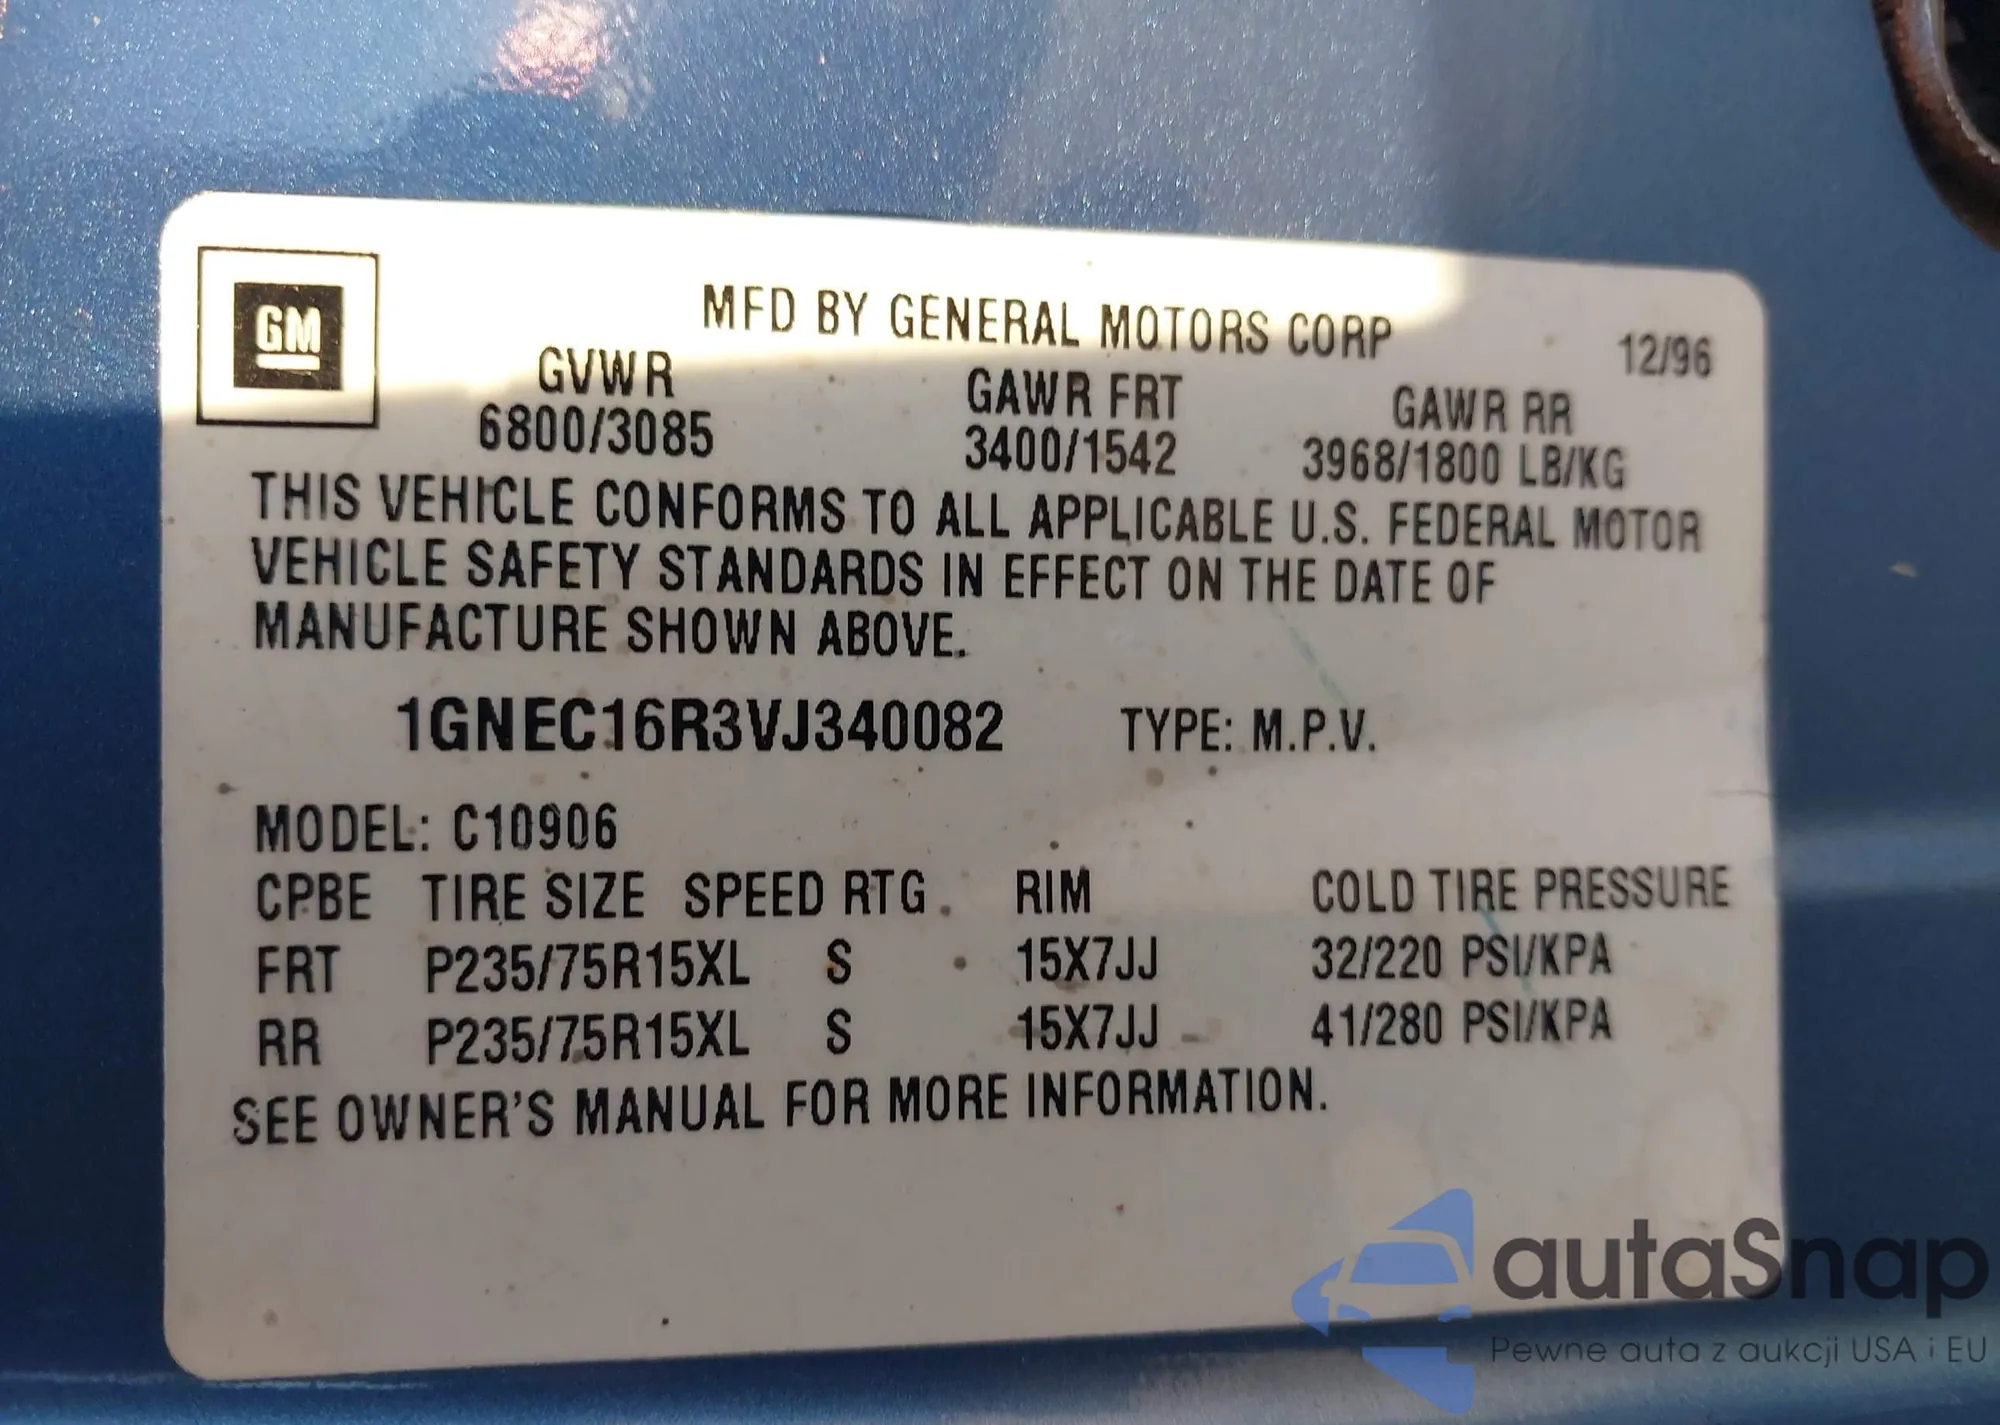 GM
MFD BY GENERAL MOTORS CORP
12/96
GVWR GAWR FRT GAWR RR
6800/3085 3400/1542 3968/1800 LB/KG
THIS VEHICLE CONFORMS TO ALL APPLICABLE U.S. FEDERAL MOTOR
VEHICLE SAFETY STANDARDS IN EFFECT ON THE DATE OF
MANUFACTURE SHOWN ABOVE.
1GNEC16R3VJ340082 TYPE: M.P.V.
MODEL: C10906
CPBE TIRE SIZE SPEED RTG RIM COLD TIRE PRESSURE
FRT P235/75R15XL S 15X7JJ 32/220 PSI/KPA
RR P235/75R15XL S 15X7JJ 41/280 PSI/KPA
SEE OWNER'S MANUAL FOR MORE INFORMATION.
autaSnap
Pewne auta z aukcji USA i EU